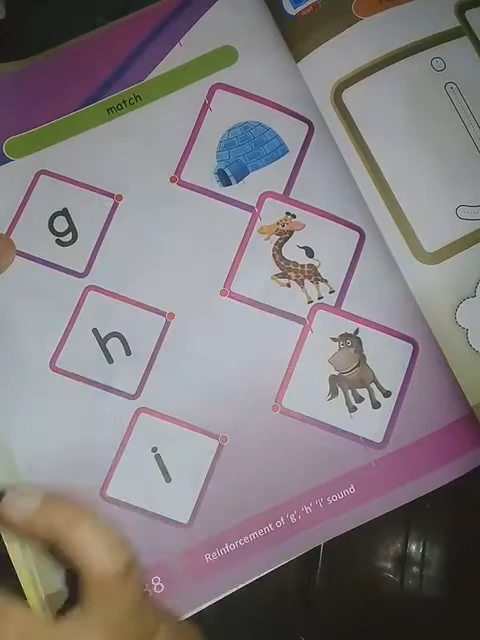 match
g
h
i
Reinforcement of 'g', 'h' 'i' sound
38